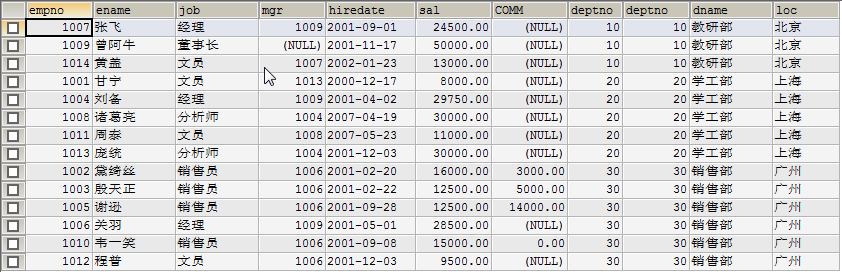 empno ename job mgr hiredate sal COMM deptno deptno dname loc
1007 张飞 经理 1009 2001-09-01 24500.00 (NULL) 10 10 教研部 北京
1009 曾阿牛 董事长 (NULL) 2001-11-17 50000.00 (NULL) 10 10 教研部 北京
1014 黄盖 文员 1007 2002-01-23 13000.00 (NULL) 10 10 教研部 北京
1001 甘宁 文员 1013 2000-12-17 8000.00 (NULL) 20 20 学工部 上海
1004 刘备 经理 1009 2001-04-02 29750.00 (NULL) 20 20 学工部 上海
1008 诸葛亮 分析师 1004 2007-04-19 30000.00 (NULL) 20 20 学工部 上海
1011 周泰 文员 1008 2007-05-23 11000.00 (NULL) 20 20 学工部 上海
1013 庞统 分析师 1004 2001-12-03 30000.00 (NULL) 20 20 学工部 上海
1002 黛绮丝 销售员 1006 2001-02-20 16000.00 3000.00 30 30 销售部 广州
1003 殷天正 销售员 1006 2001-02-22 12500.00 5000.00 30 30 销售部 广州
1005 谢逊 销售员 1006 2001-09-28 12500.00 14000.00 30 30 销售部 广州
1006 关羽 经理 1009 2001-05-01 28500.00 (NULL) 30 30 销售部 广州
1010 韦一笑 销售员 1006 2001-09-08 15000.00 0.00 30 30 销售部 广州
1012 程普 文员 1006 2001-12-03 9500.00 (NULL) 30 30 销售部 广州